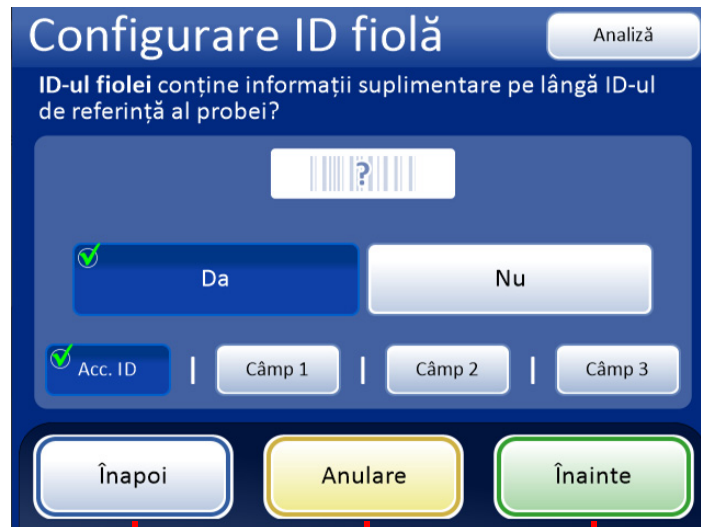 Configurare ID fiolă
Analiză
ID-ul fiolei conține informații suplimentare pe lângă ID-ul
de referință al probei?
?
Da
Nu
Acc. ID | Câmp 1 | Câmp 2 | Câmp 3
Înapoi
Anulare
Înainte